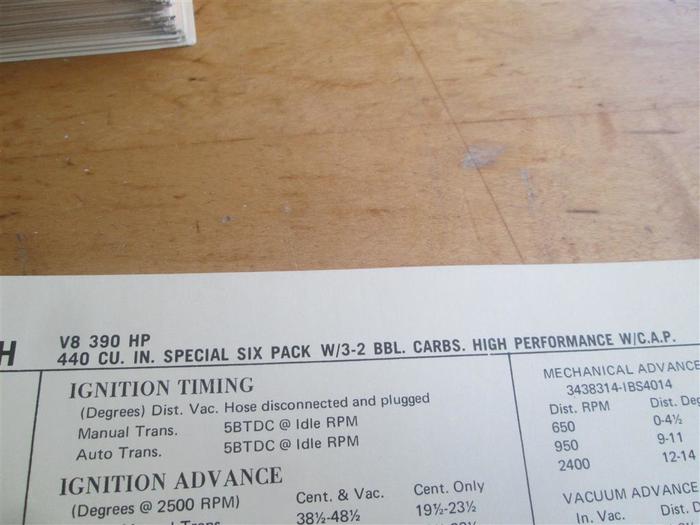 H
V8 390 HP
440 CU. IN. SPECIAL SIX PACK W/3-2 BBL. CARBS. HIGH PERFORMANCE W/C.A.P.
IGNITION TIMING
(Degrees) Dist. Vac. Hose disconnected and plugged
Manual Trans. 5BTDC @ Idle RPM
Auto Trans. 5BTDC @ Idle RPM
IGNITION ADVANCE
(Degrees @ 2500 RPM) Cent. & Vac. Cent. Only
Trans 38½-48½ 19½-23½
MECHANICAL ADVANCE
3438314-IBS4014
Dist. RPM Dist. Deg
650 0-4½
950 9-11
2400 12-14
VACUUM ADVANCE
In. Vac. Dist. D